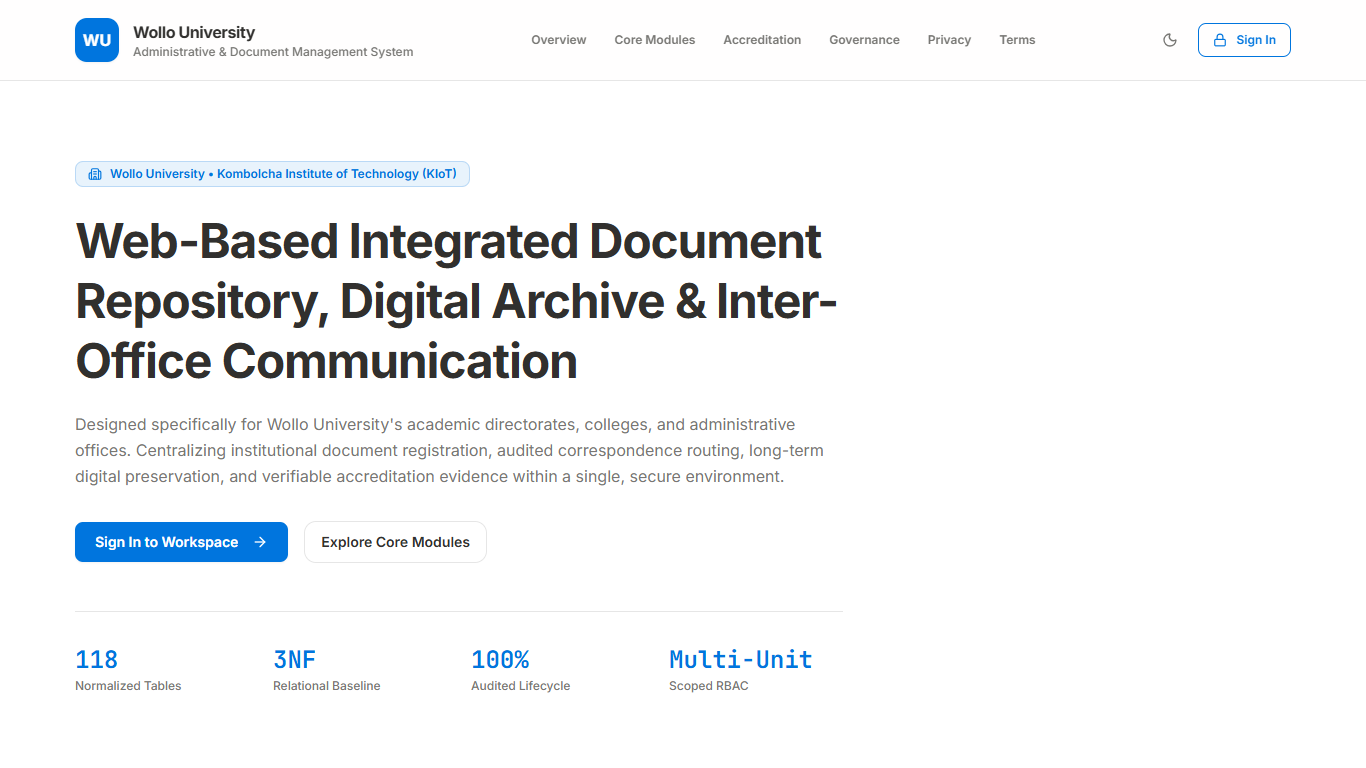 WU
Wollo University
Administrative & Document Management System
Overview
Core Modules
Accreditation
Governance
Privacy
Terms
Sign In
Wollo University • Kombolcha Institute of Technology (KIoT)
Web-Based Integrated Document
Repository, Digital Archive & Inter-
Office Communication
Designed specifically for Wollo University's academic directorates, colleges, and administrative
offices. Centralizing institutional document registration, audited correspondence routing, long-term
digital preservation, and verifiable accreditation evidence within a single, secure environment.
Sign In to Workspace
Explore Core Modules
118
Normalized Tables
3NF
Relational Baseline
100%
Audited Lifecycle
Multi-Unit
Scoped RBAC